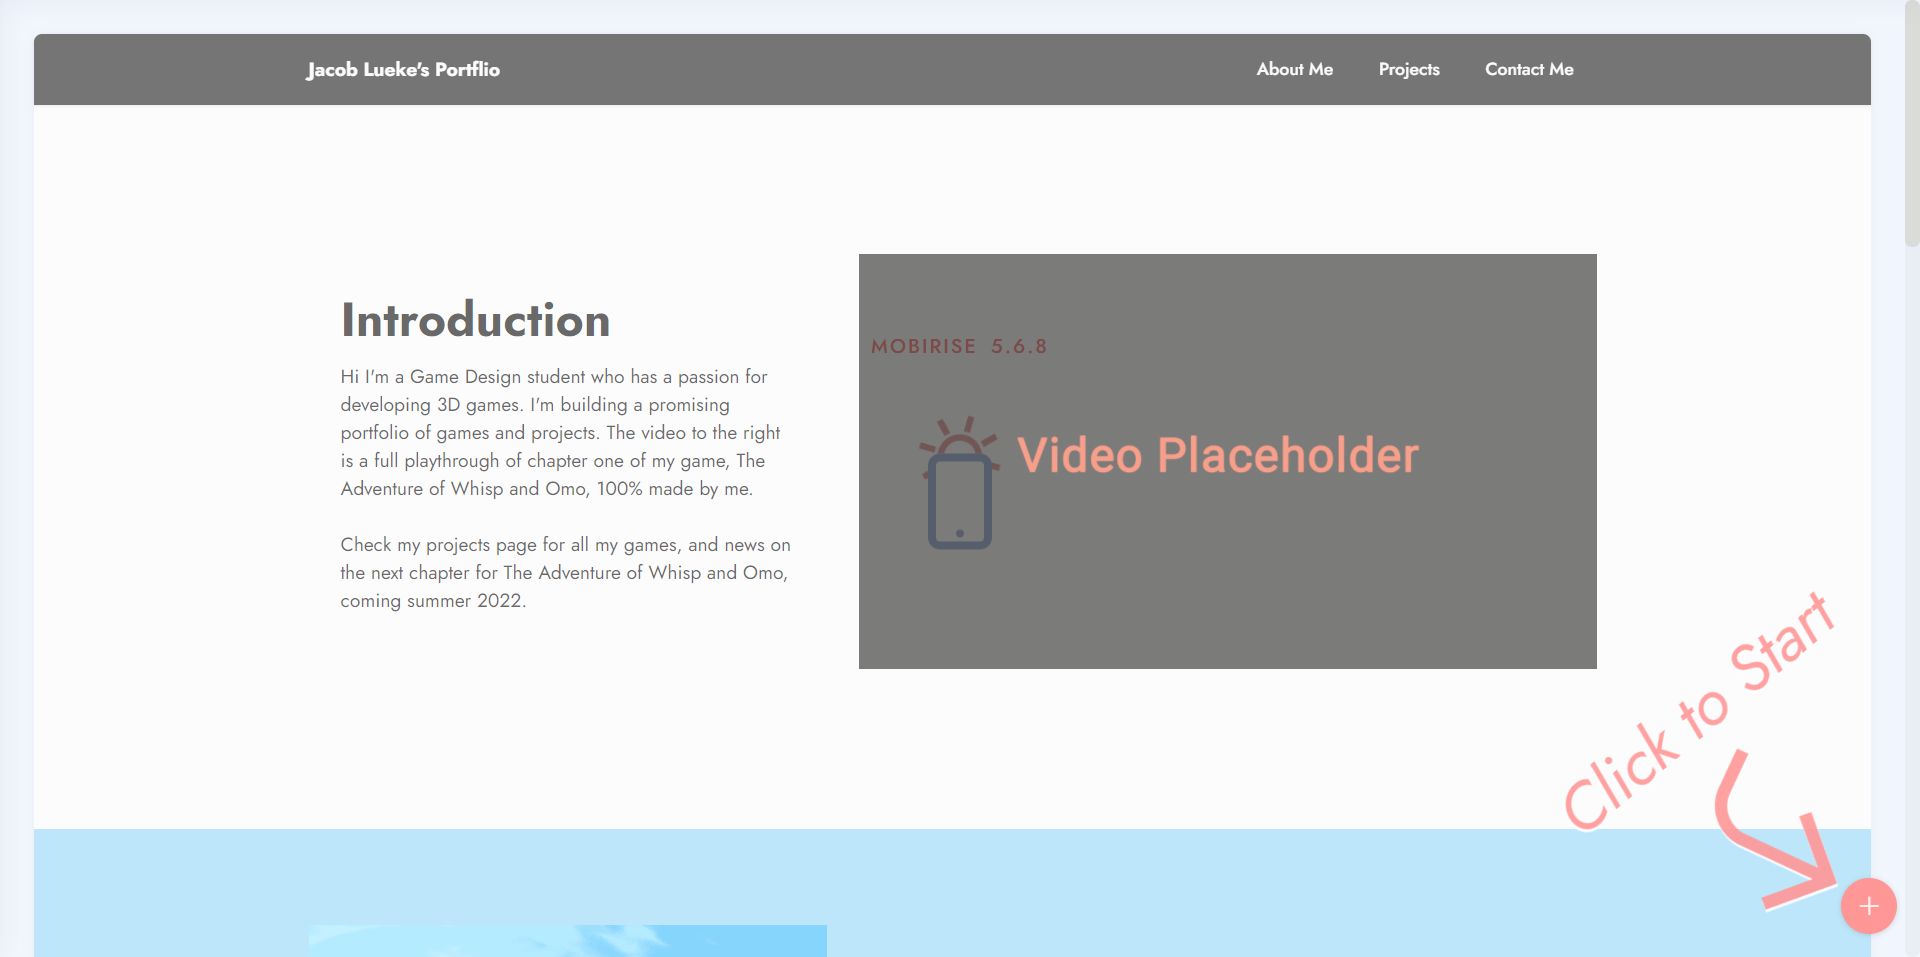 Jacob Lueke's Portflio
About Me
Projects
Contact Me
Introduction
Hi I'm a Game Design student who has a passion for
developing 3D games. I'm building a promising
portfolio of games and projects. The video to the right
is a full playthrough of chapter one of my game, The
Adventure of Whisp and Omo, 100% made by me.
Check my projects page for all my games, and news on
the next chapter for The Adventure of Whisp and Omo,
coming summer 2022.
MOBIRISE 5.6.8
Video Placeholder
Click to Start